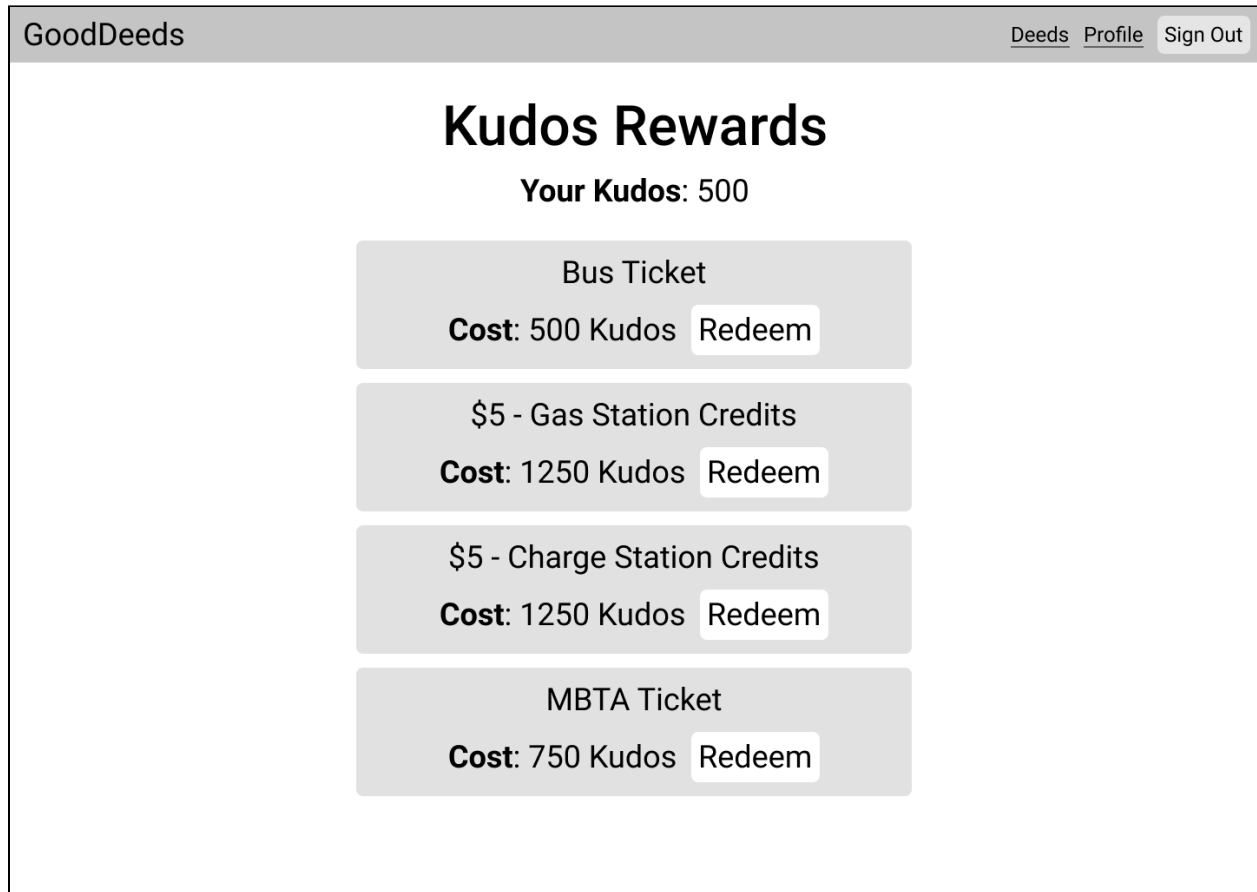 GoodDeeds
Deeds Profile Sign Out
Kudos Rewards
Your Kudos: 500
Bus Ticket
Cost: 500 Kudos Redeem
$5 - Gas Station Credits
Cost: 1250 Kudos Redeem
$5 - Charge Station Credits
Cost: 1250 Kudos Redeem
MBTA Ticket
Cost: 750 Kudos Redeem